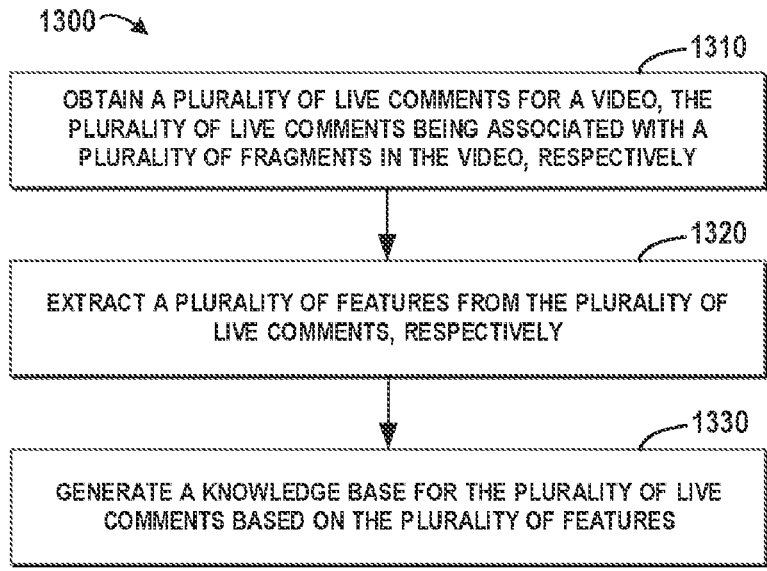 1300
1310
OBTAIN A PLURALITY OF LIVE COMMENTS FOR A VIDEO, THE
PLURALITY OF LIVE COMMENTS BEING ASSOCIATED WITH A
PLURALITY OF FRAGMENTS IN THE VIDEO, RESPECTIVELY
1320
EXTRACT A PLURALITY OF FEATURES FROM THE PLURALITY OF
LIVE COMMENTS, RESPECTIVELY
1330
GENERATE A KNOWLEDGE BASE FOR THE PLURALITY OF LIVE
COMMENTS BASED ON THE PLURALITY OF FEATURES